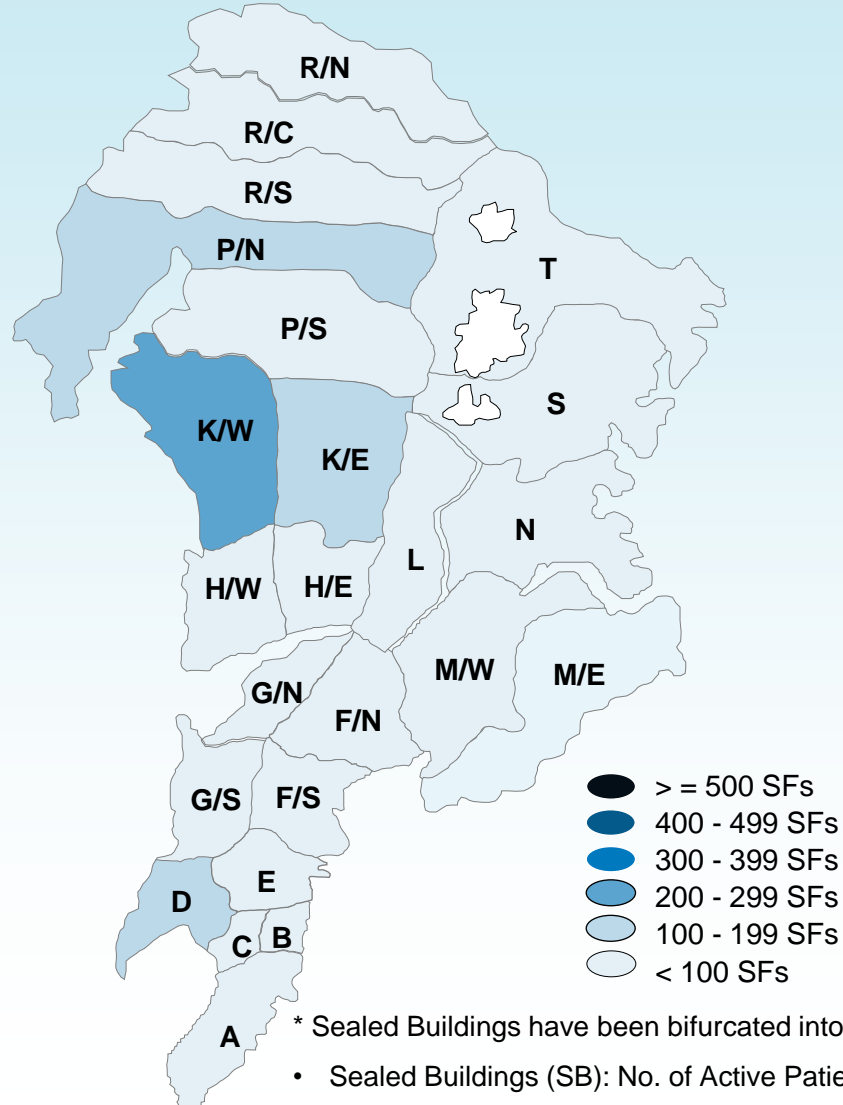 R/N
R/C
R/S
P/N
T
P/S
S
K/W
K/E
N
L
H/W
H/E
M/W
M/E
G/N
F/N
G/S
F/S
E
D
B
C
A
> = 500 SFs
400 - 499 SFs
300 - 399 SFs
200 - 299 SFs
100 - 199 SFs
< 100 SFs
* Sealed Buildings have been bifurcated into
• Sealed Buildings (SB): No. of Active Patie